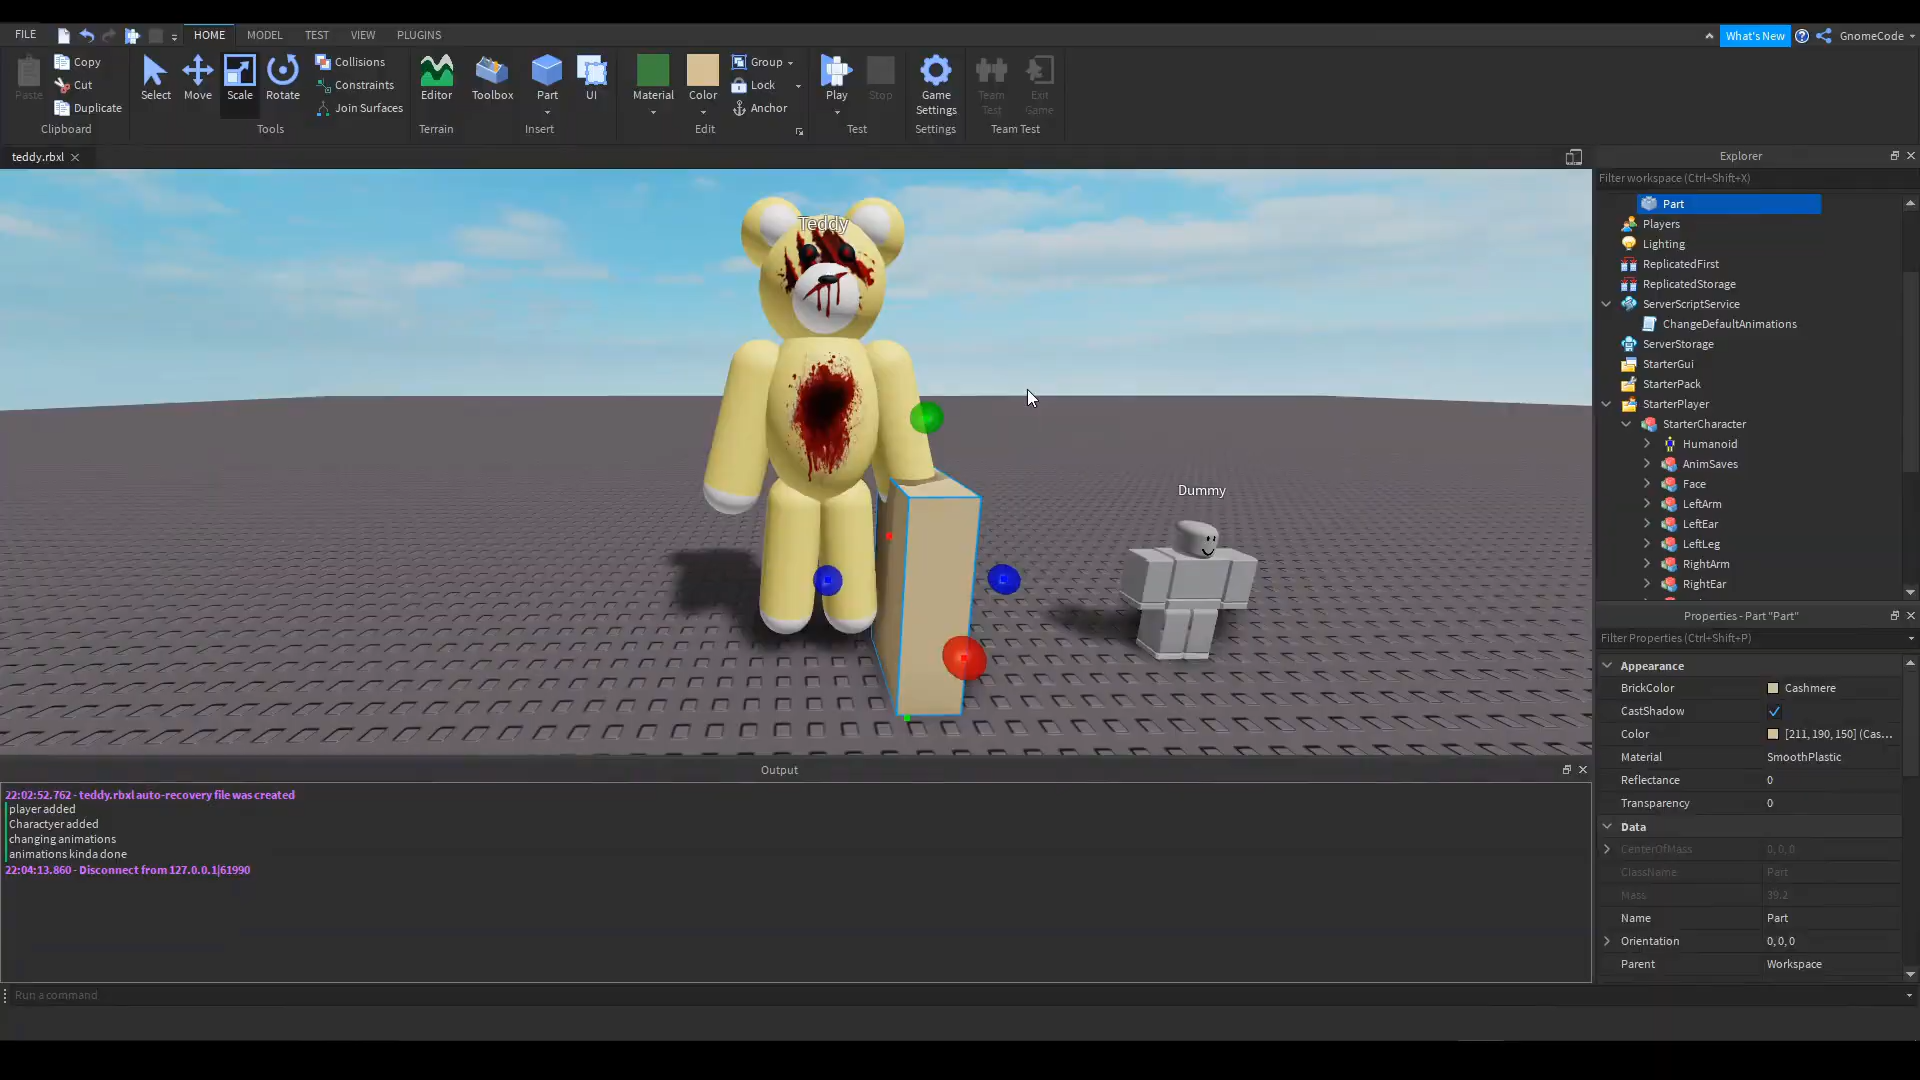 FILE
HOME
MODEL
TEST
VIEW
PLUGINS
What's New
GnomeCode
Paste
Copy
Cut
Duplicate
Clipboard
Select
Move
Scale
Rotate
Collisions
Constraints
Join Surfaces
Tools
Editor
Terrain
Toolbox
Part
UI
Insert
Material
Color
Group
Lock
Anchor
Edit
Play
Stop
Test
Game
Settings
Settings
Team
Test
Exit
Game
Team Test
teddy.rbxl
Teddy
Dummy
Explorer
Filter workspace (Ctrl+Shift+X)
Part
Players
Lighting
ReplicatedFirst
ReplicatedStorage
ServerScriptService
ChangeDefaultAnimations
ServerStorage
StarterGui
StarterPack
StarterPlayer
StarterCharacter
Humanoid
AnimSaves
Face
LeftArm
LeftEar
LeftLeg
RightArm
RightEar
Properties - Part "Part"
Filter Properties (Ctrl+Shift+P)
Appearance
BrickColor Cashmere
CastShadow
Color [211, 190, 150] (Cas...
Material SmoothPlastic
Reflectance 0
Transparency 0
Data
CenterOfMass 0, 0, 0
ClassName Part
Mass 39.2
Name Part
Orientation 0, 0, 0
Parent Workspace
Output
22:02:52.762 - teddy.rbxl auto-recovery file was created
player added
Charactyer added
changing animations
animations kinda done
22:04:13.860 - Disconnect from 127.0.0.1|61990
Run a command